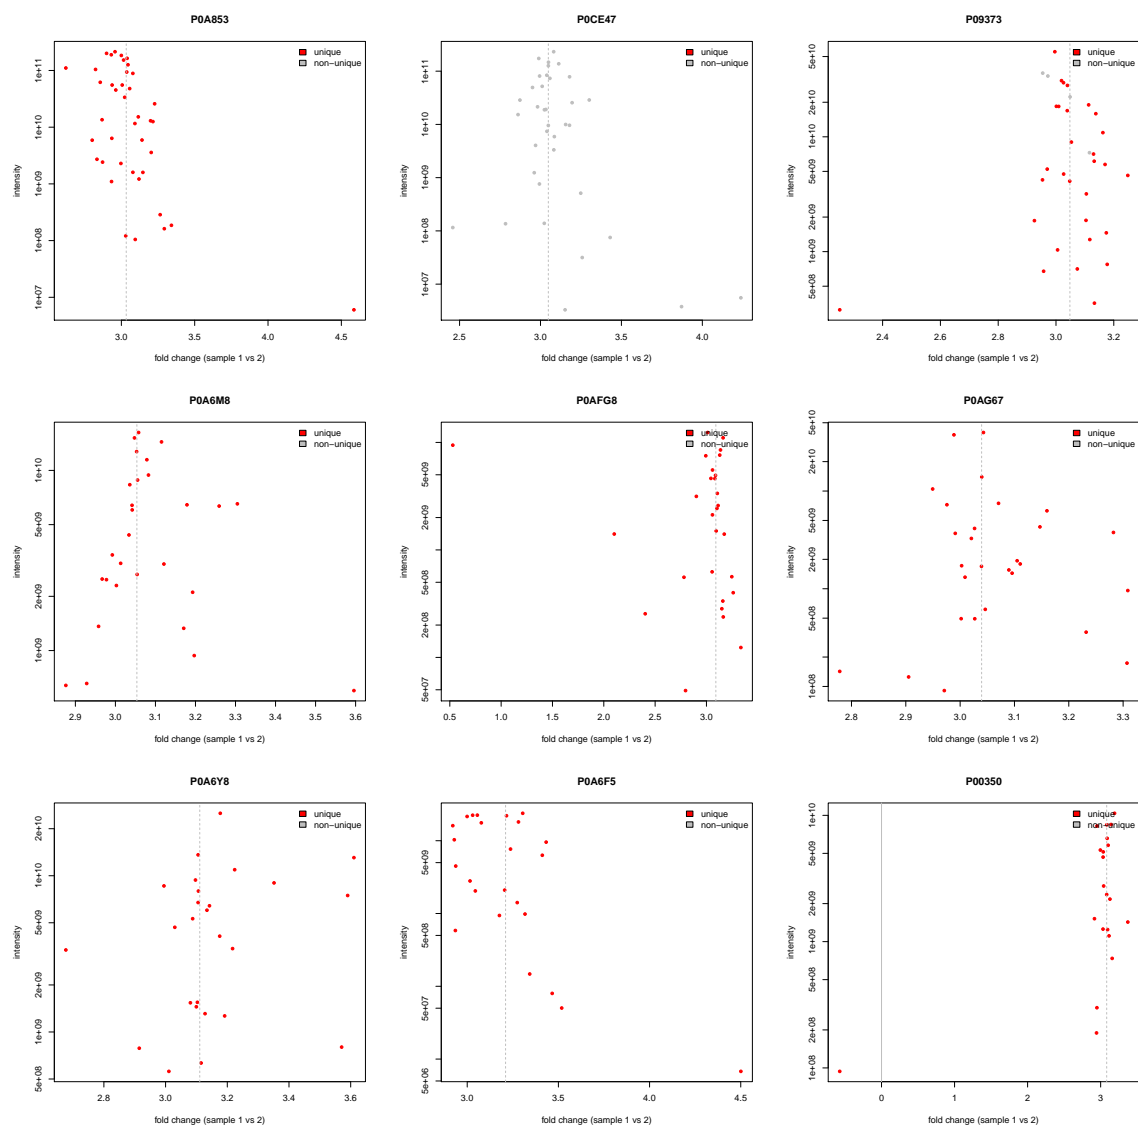 P0A853
unique
non−unique
intensity
1e+07
1e+08
1e+09
1e+10
1e+11
3.0
3.5
4.0
4.5
fold change (sample 1 vs 2)
P0CE47
unique
non−unique
intensity
1e+07
1e+08
1e+09
1e+10
1e+11
2.5
3.0
3.5
4.0
fold change (sample 1 vs 2)
P09373
unique
non−unique
intensity
5e+08
1e+09
2e+09
5e+09
1e+10
2e+10
5e+10
2.4
2.6
2.8
3.0
3.2
fold change (sample 1 vs 2)
P0A6M8
unique
non−unique
intensity
1e+09
2e+09
5e+09
1e+10
2.9
3.0
3.1
3.2
3.3
3.4
3.5
3.6
fold change (sample 1 vs 2)
P0AFG8
unique
non−unique
intensity
5e+07
2e+08
5e+08
2e+09
5e+09
0.5
1.0
1.5
2.0
2.5
3.0
fold change (sample 1 vs 2)
P0AG67
unique
non−unique
intensity
1e+08
2e+08
5e+08
2e+09
5e+09
2e+10
5e+10
2.8
2.9
3.0
3.1
3.2
3.3
fold change (sample 1 vs 2)
P0A6Y8
unique
non−unique
intensity
5e+08
1e+09
2e+09
5e+09
1e+10
2e+10
2.8
3.0
3.2
3.4
3.6
fold change (sample 1 vs 2)
P0A6F5
unique
non−unique
intensity
5e+06
5e+07
5e+08
5e+09
3.0
3.5
4.0
4.5
fold change (sample 1 vs 2)
P00350
unique
non−unique
intensity
1e+08
2e+08
5e+08
1e+09
2e+09
5e+09
1e+10
0
1
2
3
fold change (sample 1 vs 2)